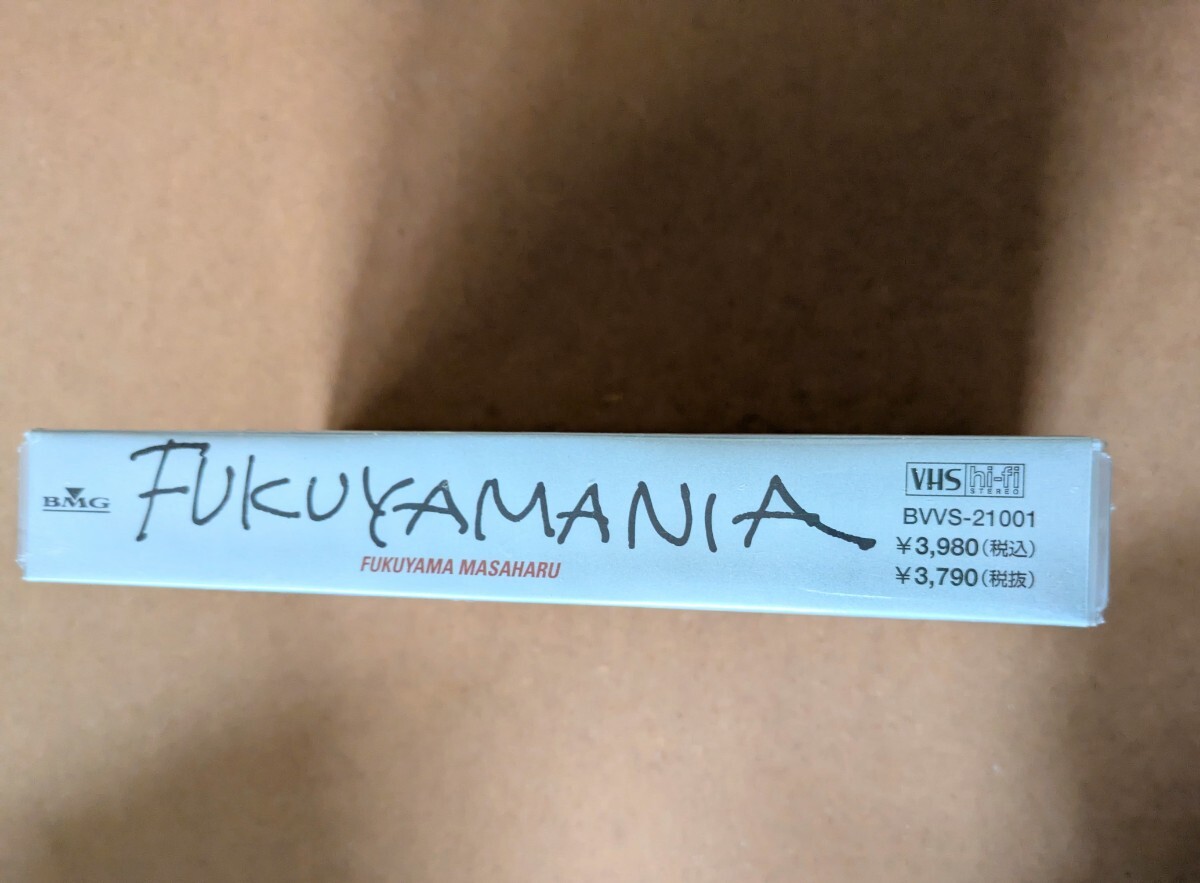 BMG
FUKUYAMANIA
FUKUYAMA MASAHARU
VHS hi-fi
STEREO
BVVS-21001
¥3,980(税込)
¥3,790(税抜)